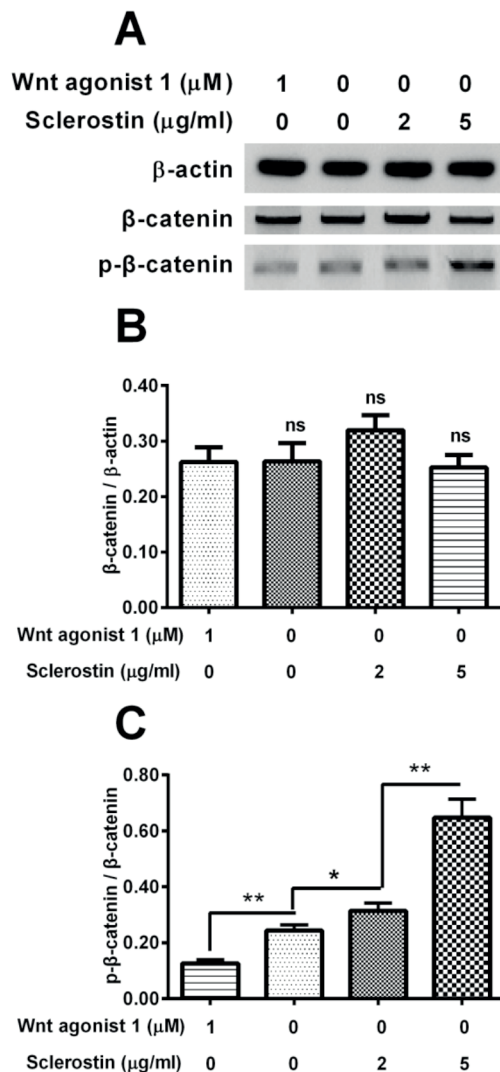 A
Wnt agonist 1 (μM) 1 0 0 0
Sclerostin (μg/ml) 0 0 2 5
β-actin
β-catenin
p-β-catenin
B
β-catenin / β-actin
0.40
0.30
0.20
0.10
0.00
ns
ns
ns
Wnt agonist 1 (μM) 1 0 0 0
Sclerostin (μg/ml) 0 0 2 5
C
p-β-catenin / β-catenin
0.80
0.60
0.40
0.20
0.00
**
*
**
Wnt agonist 1 (μM) 1 0 0 0
Sclerostin (μg/ml) 0 0 2 5